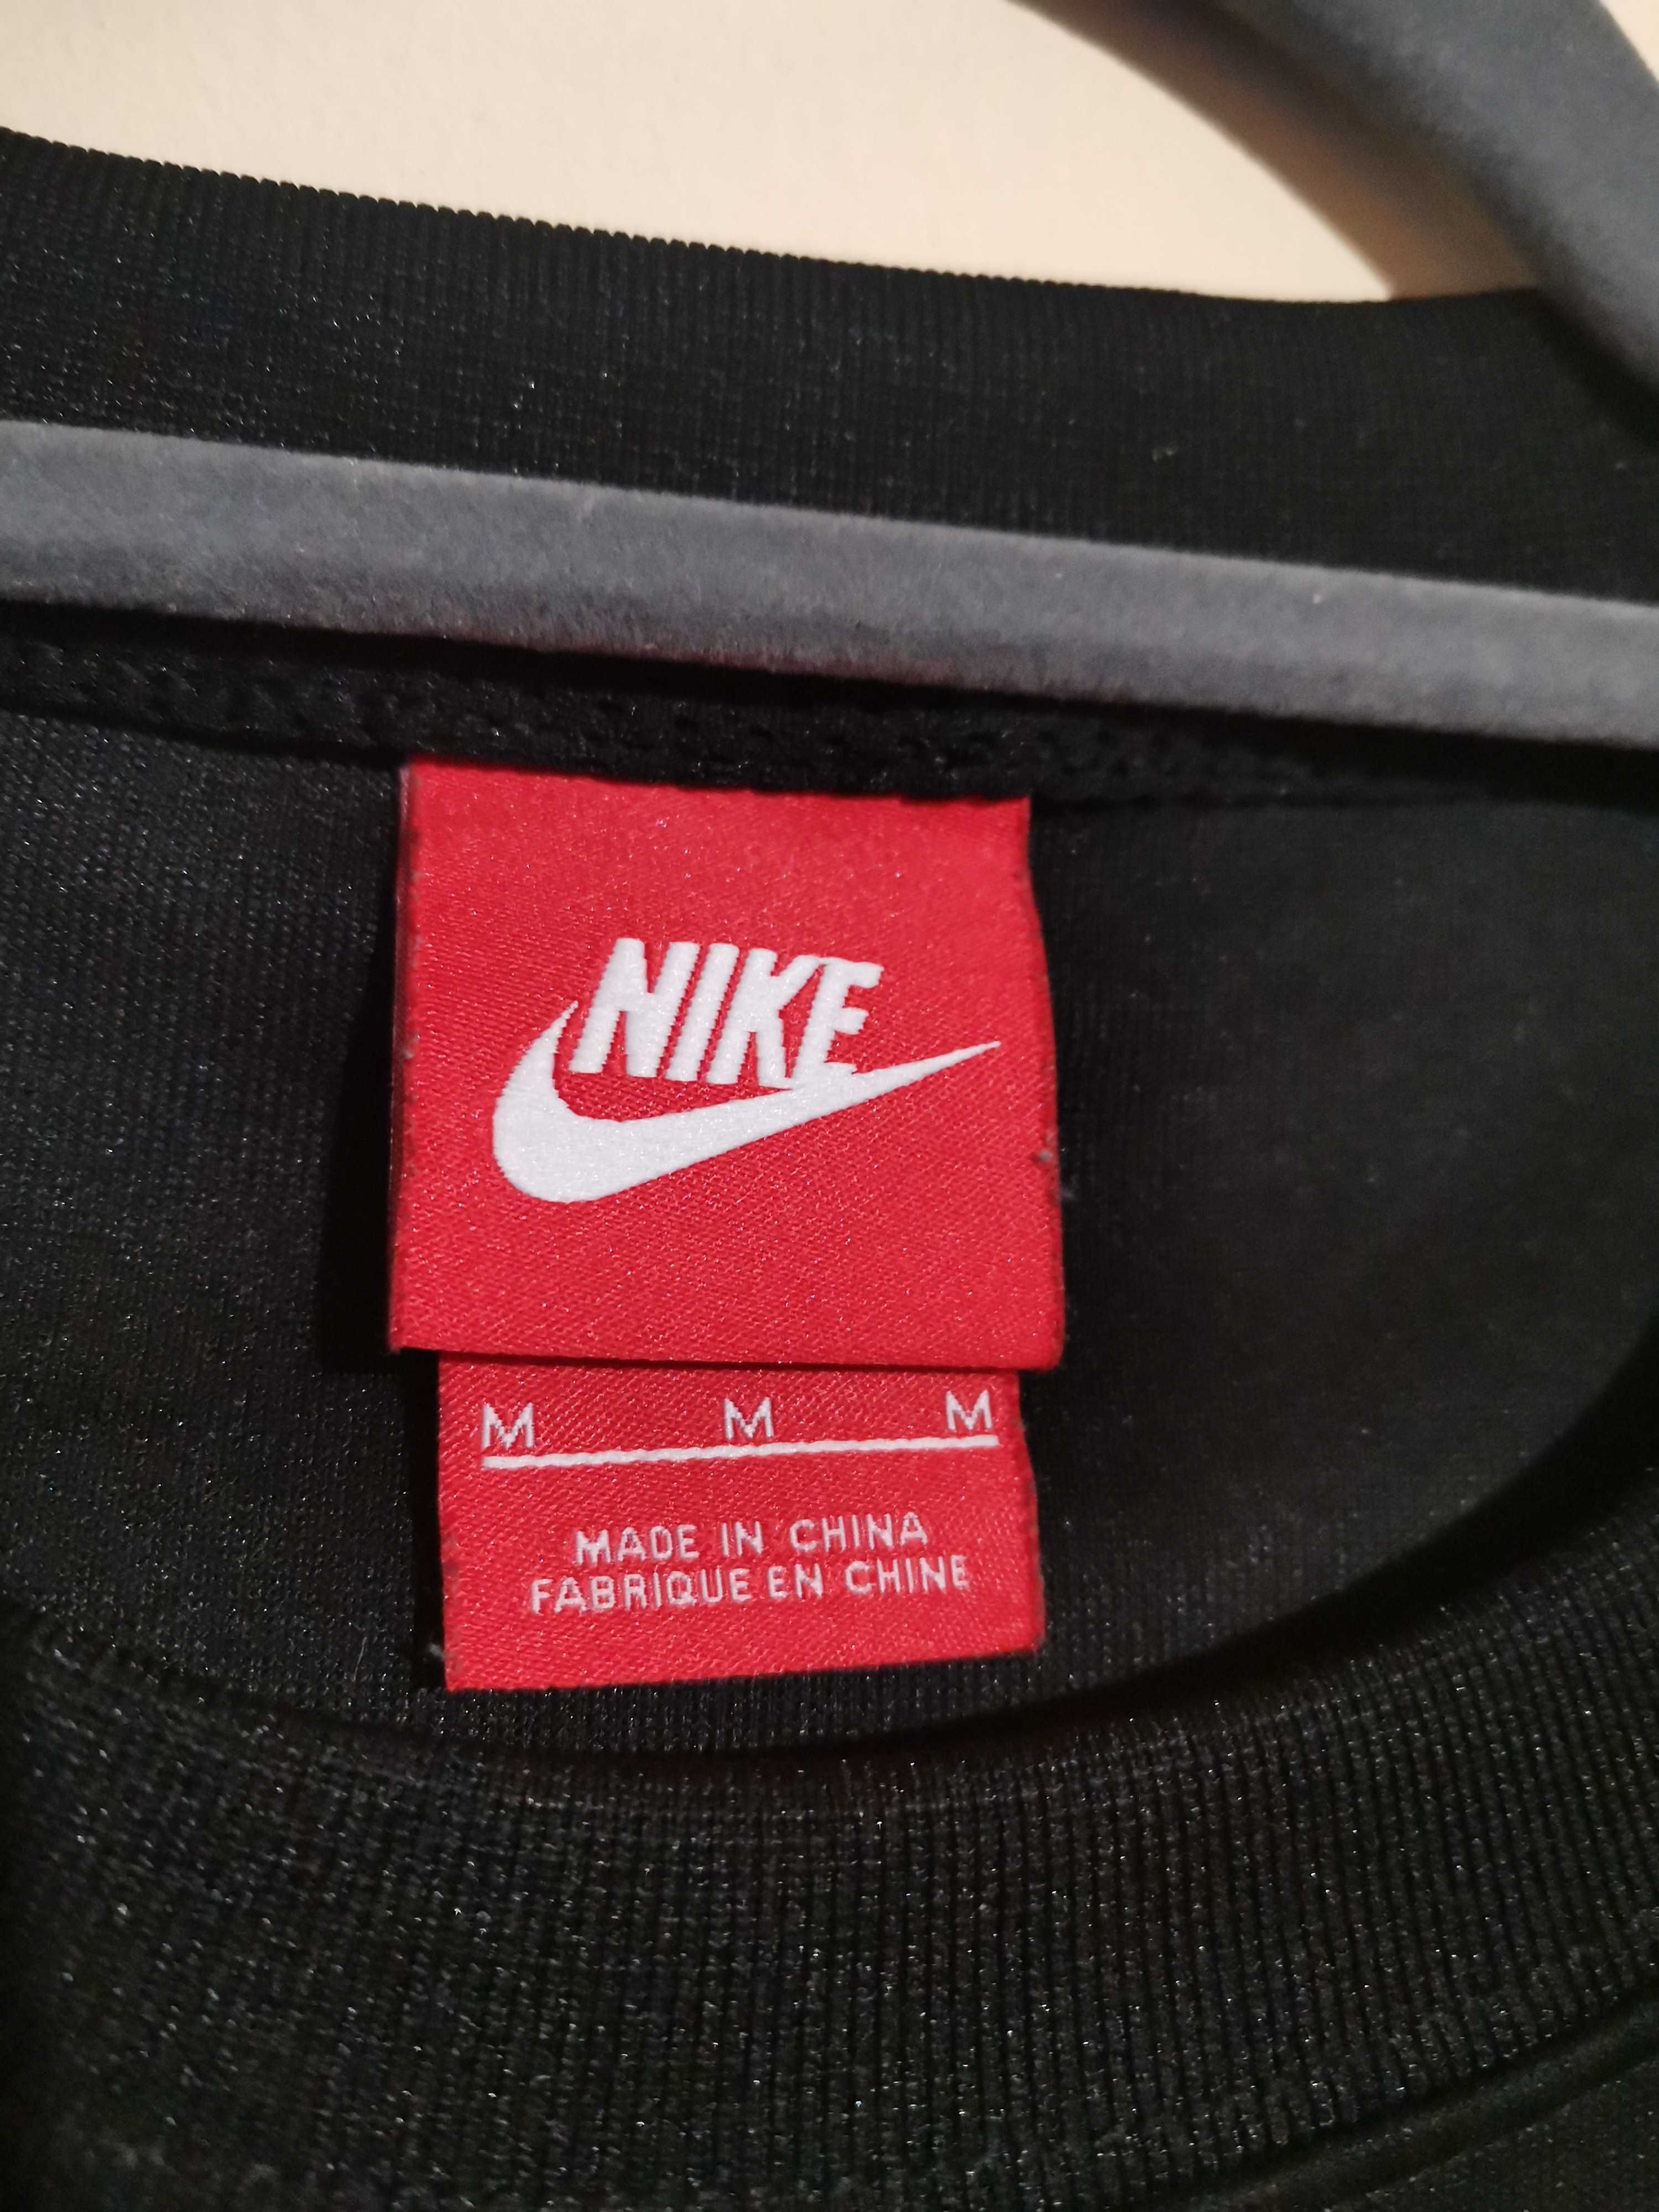 NIKE
M M M
MADE IN CHINA
FABRIQUE EN CHINE